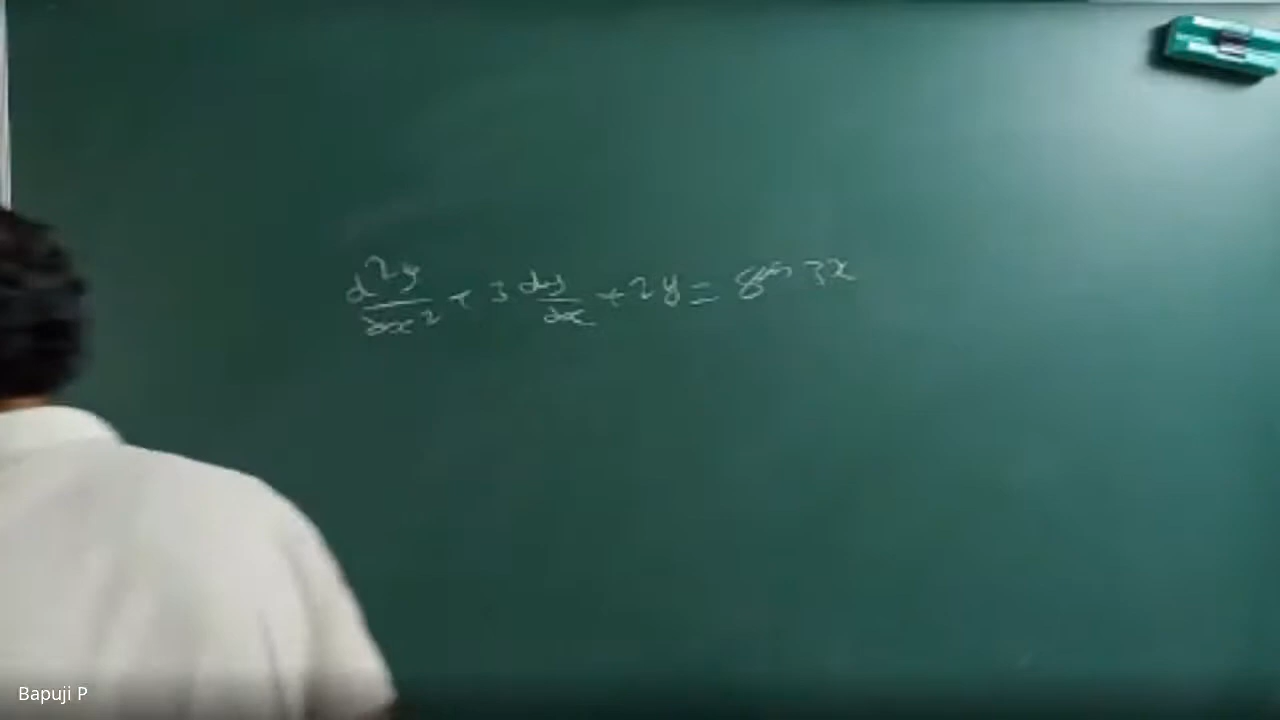 d²y/dx² + 3 dy/dx + 2y = sin 3x
Bapuji P